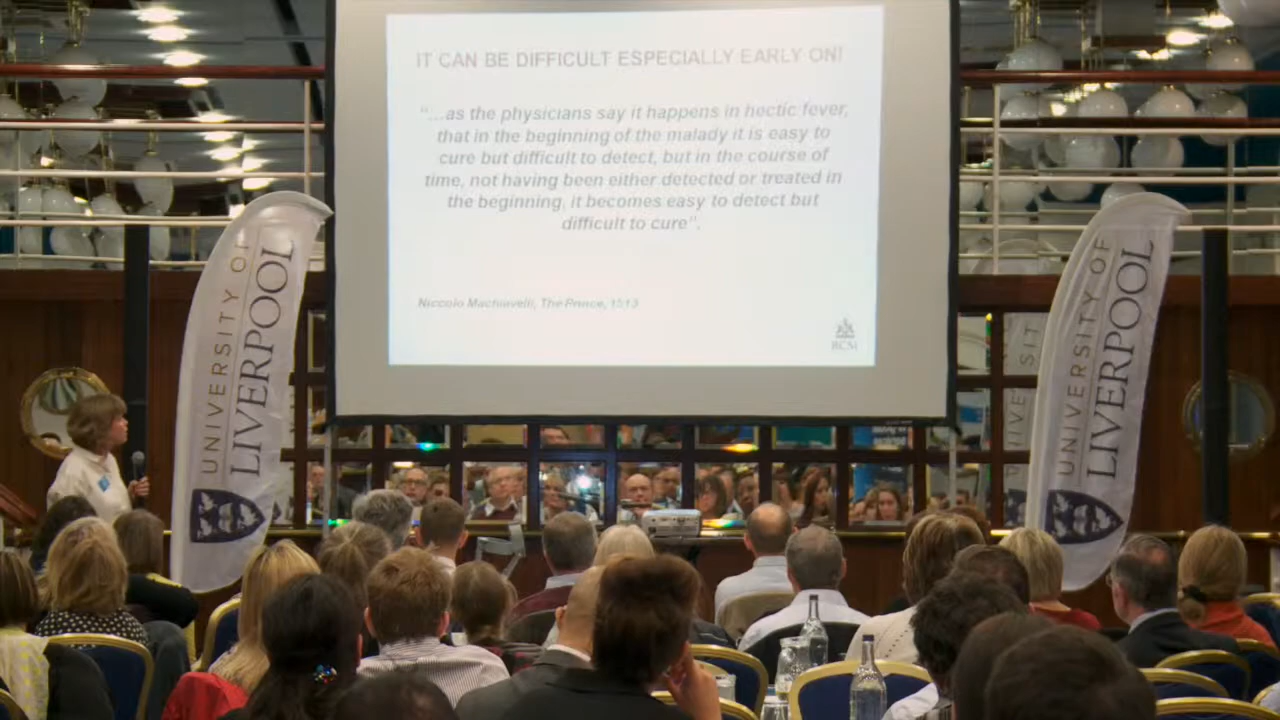 IT CAN BE DIFFICULT ESPECIALLY EARLY ON!
"...as the physicians say it happens in hectic fever,
that in the beginning of the malady it is easy to
cure but difficult to detect, but in the course of
time, not having been either detected or treated in
the beginning, it becomes easy to detect but
difficult to cure".
Niccolo Machiavelli, The Prince, 1513
RCSI
UNIVERSITY OF
LIVERPOOL
UNIVERSITY OF
LIVERPOOL